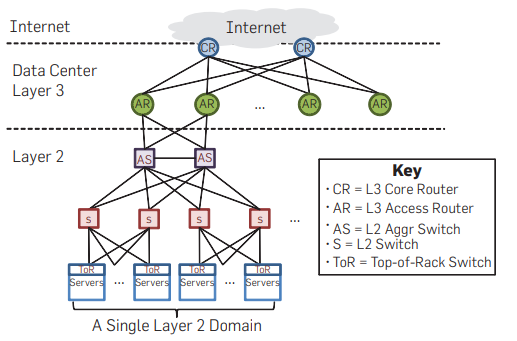 Internet
Internet
CR
CR
Data Center
Layer 3
AR
AR
...
AR
AR
Layer 2
AS
AS
Key
· CR = L3 Core Router
· AR = L3 Access Router
· AS = L2 Aggr Switch
· S = L2 Switch
· ToR = Top-of-Rack Switch
s
s
s
s
...
ToR
ToR
ToR
ToR
Servers
...
Servers
Servers
...
Servers
A Single Layer 2 Domain